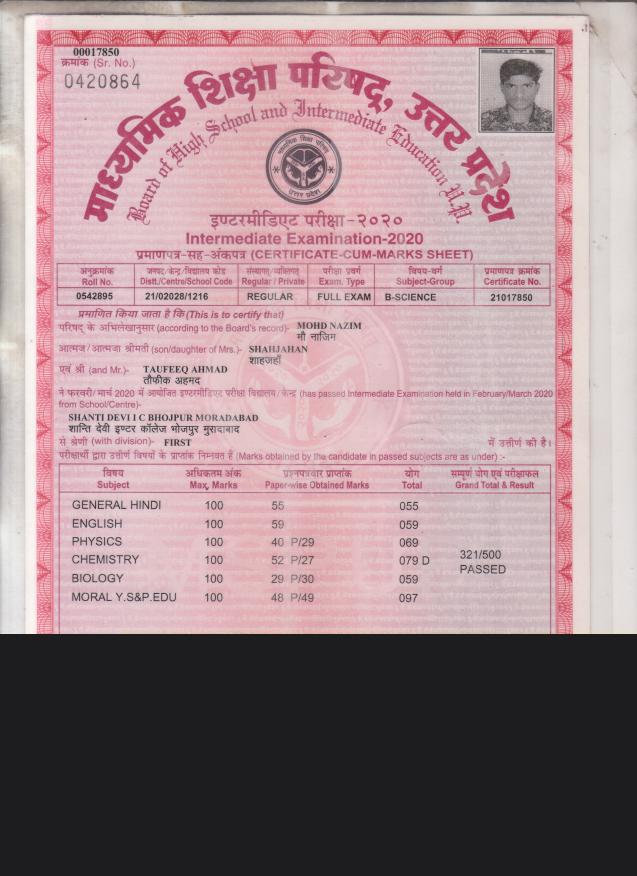 00017850
क्रमांक (Sr. No.)
0420864
माध्यमिक शिक्षा परिषद्, उत्तर प्रदेश
Board of High School and Intermediate Education U.P.
माध्यमिक शिक्षा परिषद
उत्तर प्रदेश
इण्टरमीडिएट परीक्षा-२०२०
Intermediate Examination-2020
प्रमाणपत्र-सह-अंकपत्र (CERTIFICATE-CUM-MARKS SHEET)
अनुक्रमांक जनपद/केन्द्र/विद्यालय कोड संस्थागत/व्यक्तिगत परीक्षा प्रवर्ग विषय-वर्ग प्रमाणपत्र क्रमांक
Roll No. Distt./Centre/School Code Regular / Private Exam. Type Subject-Group Certificate No.
0542895 21/02028/1216 REGULAR FULL EXAM B-SCIENCE 21017850
प्रमाणित किया जाता है कि(This is to certify that)
परिषद् के अभिलेखानुसार (according to the Board's record)- MOHD NAZIM
मौ नाजिम
आत्मज/आत्मजा श्रीमती (son/daughter of Mrs.)- SHAHJAHAN
शाहजहाँ
एवं श्री (and Mr.)- TAUFEEQ AHMAD
तौफीक अहमद
ने फरवरी/मार्च 2020 में आयोजित इण्टरमीडिएट परीक्षा विद्यालय/केन्द्र (has passed Intermediate Examination held in February/March 2020
from School/Centre)-
SHANTI DEVI I C BHOJPUR MORADABAD
शान्ति देवी इण्टर कॉलेज भोजपुर मुरादाबाद
से श्रेणी (with division)- FIRST में उत्तीर्ण की है।
परीक्षार्थी द्वारा उत्तीर्ण विषयों के प्राप्तांक निम्नवत हैं (Marks obtained by the candidate in passed subjects are as under) :-
विषय अधिकतम अंक प्रश्नपत्रवार प्राप्तांक योग सम्पूर्ण योग एवं परीक्षाफल
Subject Max. Marks Paper-wise Obtained Marks Total Grand Total & Result
GENERAL HINDI 100 55 055
ENGLISH 100 59 059
PHYSICS 100 40 P/29 069
CHEMISTRY 100 52 P/27 079 D 321/500
PASSED
BIOLOGY 100 29 P/30 059
MORAL Y.S&P.EDU 100 48 P/49 097